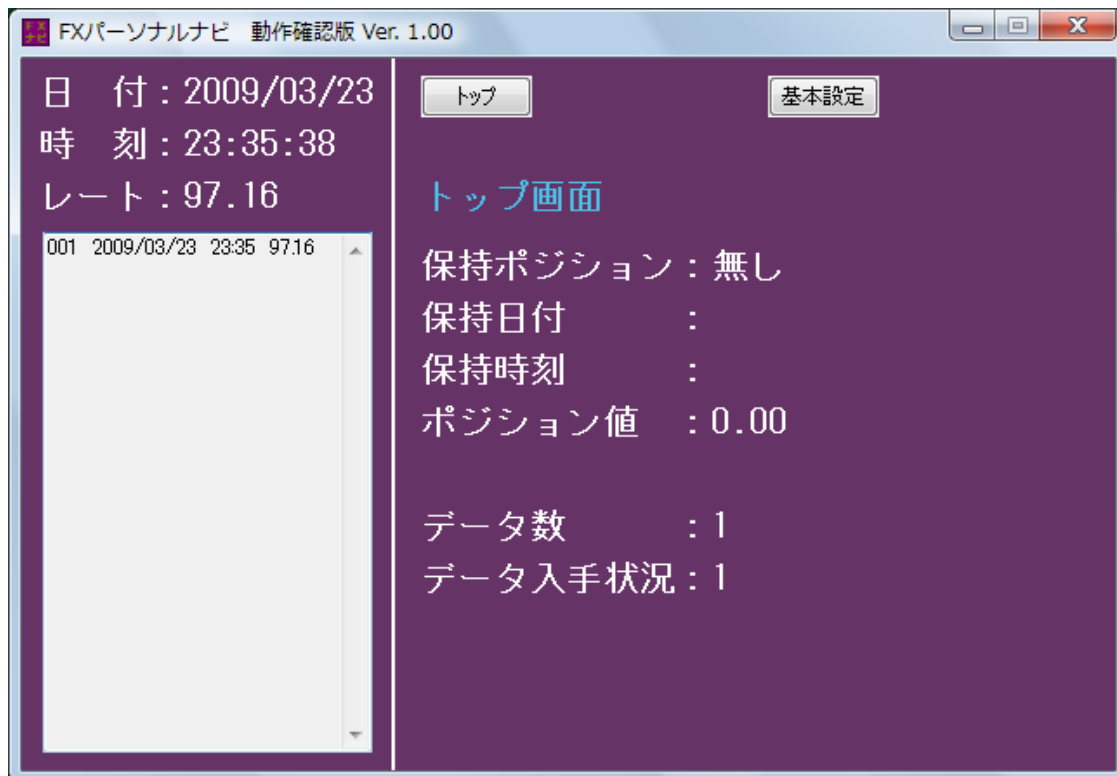 FXパーソナルナビ 動作確認版 Ver. 1.00
日 付：2009/03/23
時 刻：23:35:38
レート：97.16
001 2009/03/23 23:35 97.16
トップ
基本設定
トップ画面
保持ポジション：無し
保持日付 ：
保持時刻 ：
ポジション値 ：0.00
データ数 ：1
データ入手状況：1